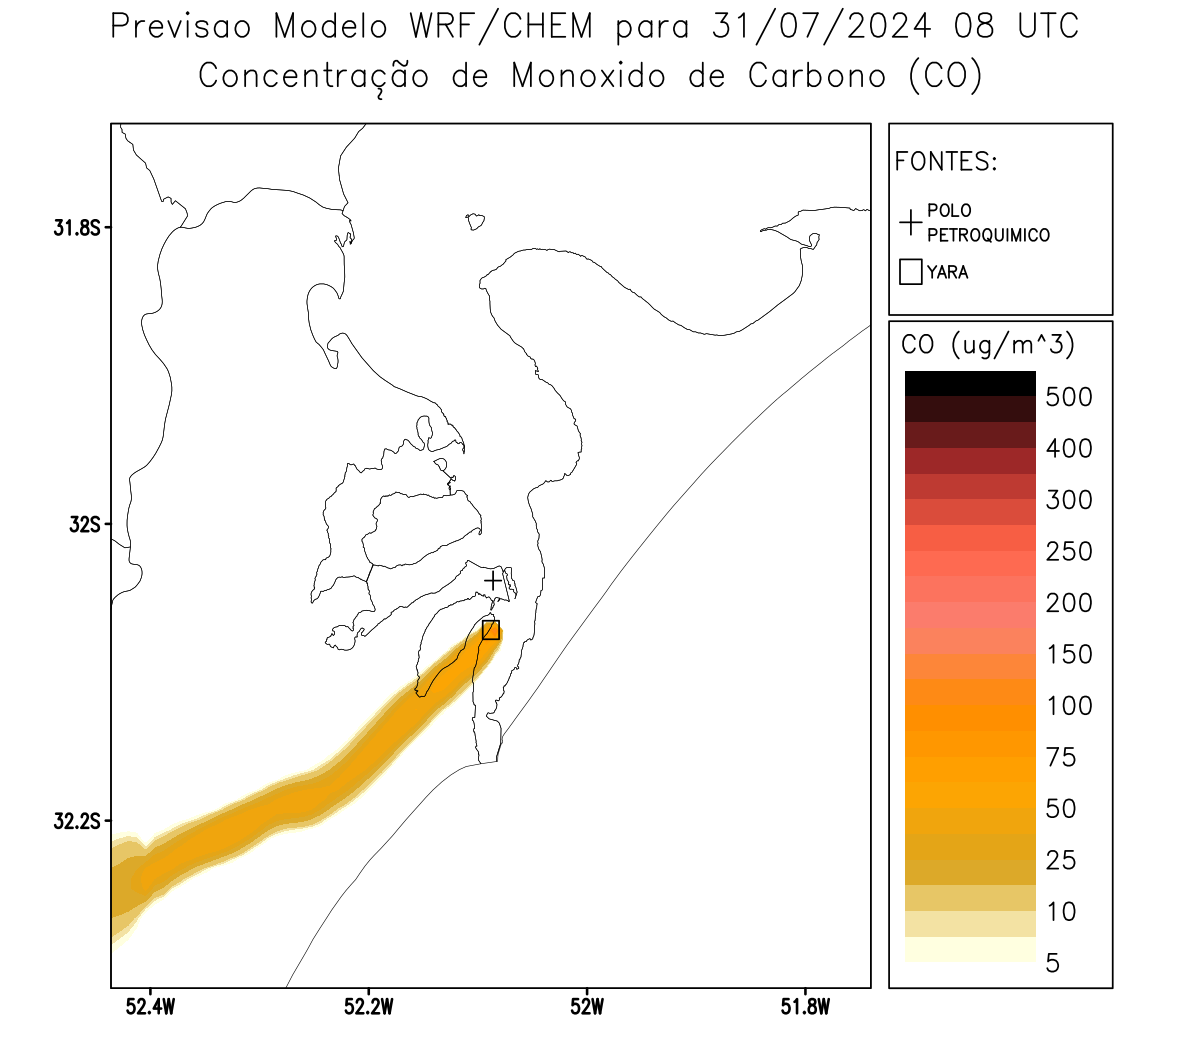 Previsao Modelo WRF/CHEM para 31/07/2024 08 UTC
Concentração de Monoxido de Carbono (CO)
FONTES:
POLO
PETROQUIMICO
YARA
CO (ug/m^3)
500
400
300
250
200
150
100
75
50
25
10
5
31.8S
32S
32.2S
52.4W
52.2W
52W
51.8W